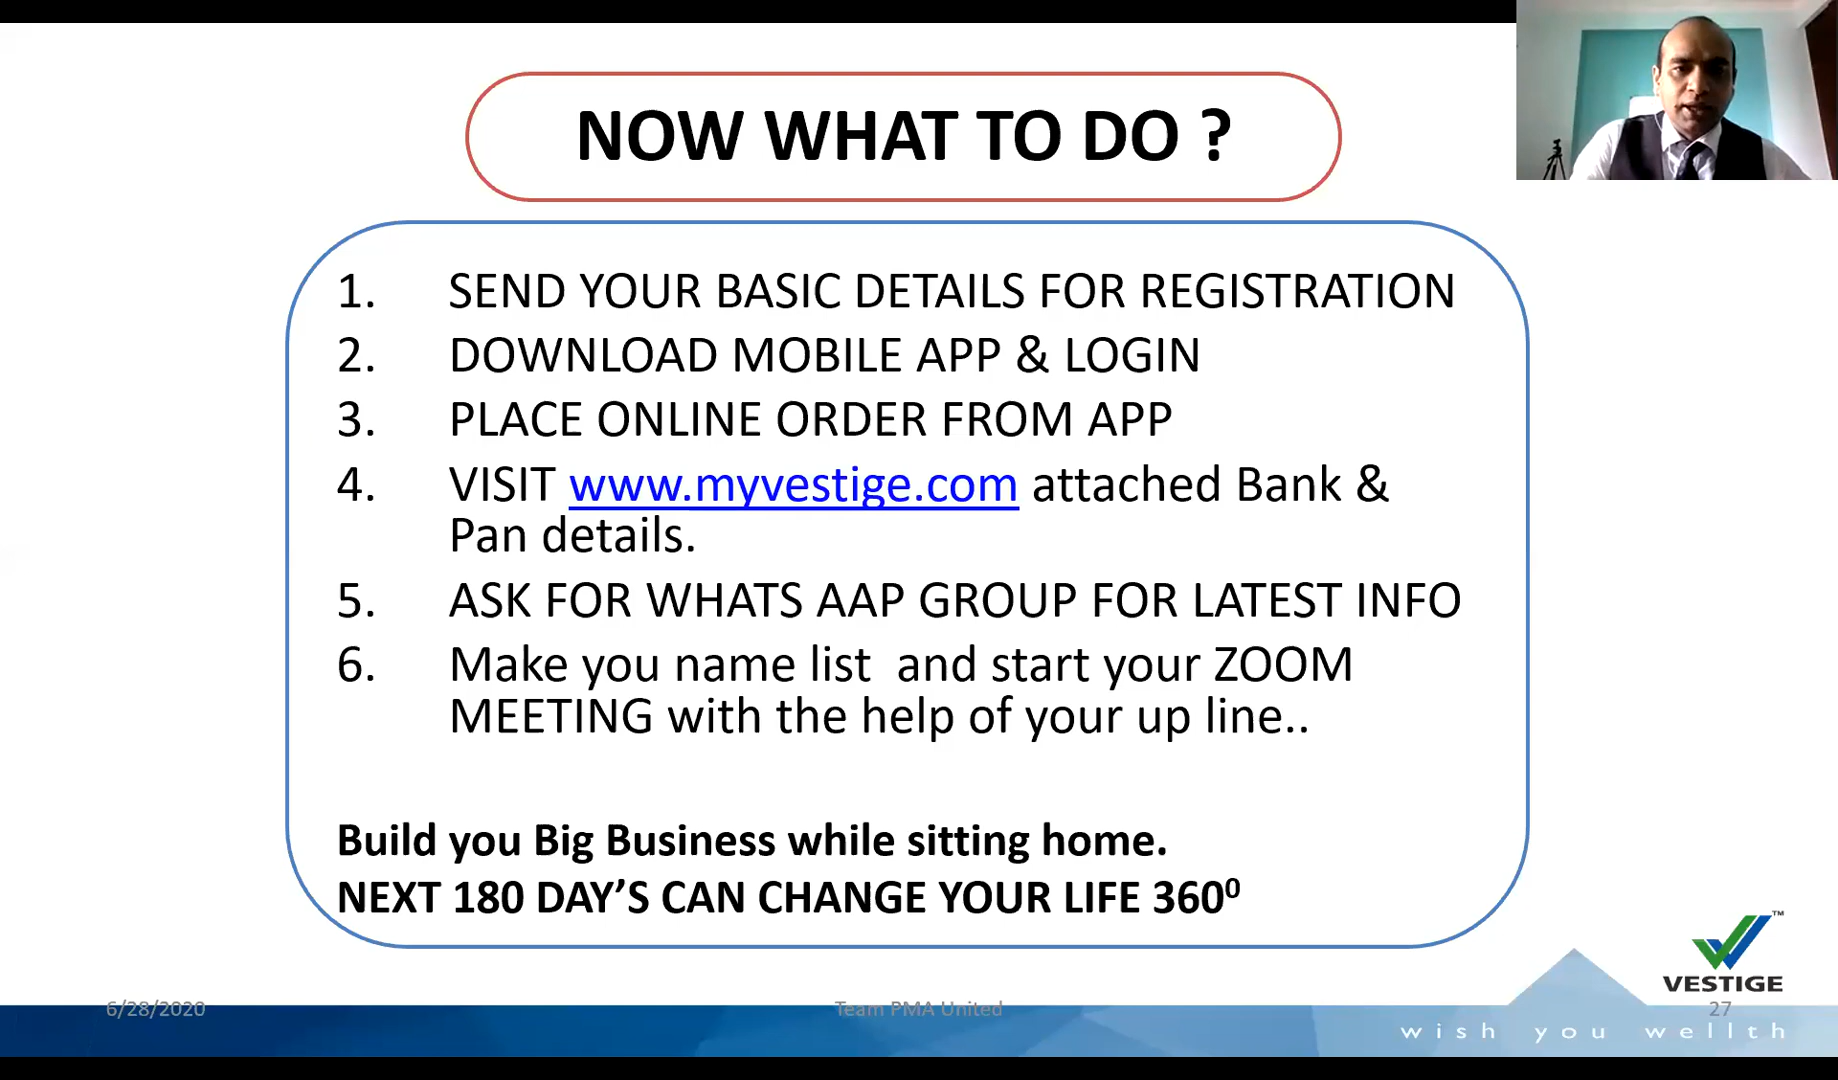 NOW WHAT TO DO ?
1. SEND YOUR BASIC DETAILS FOR REGISTRATION
2. DOWNLOAD MOBILE APP & LOGIN
3. PLACE ONLINE ORDER FROM APP
4. VISIT www.myvestige.com attached Bank &
Pan details.
5. ASK FOR WHATS AAP GROUP FOR LATEST INFO
6. Make you name list and start your ZOOM
MEETING with the help of your up line..
Build you Big Business while sitting home.
NEXT 180 DAY’S CAN CHANGE YOUR LIFE 360⁰
TM
VESTIGE
6/28/2020
Team PMA United
27
wish you wellth